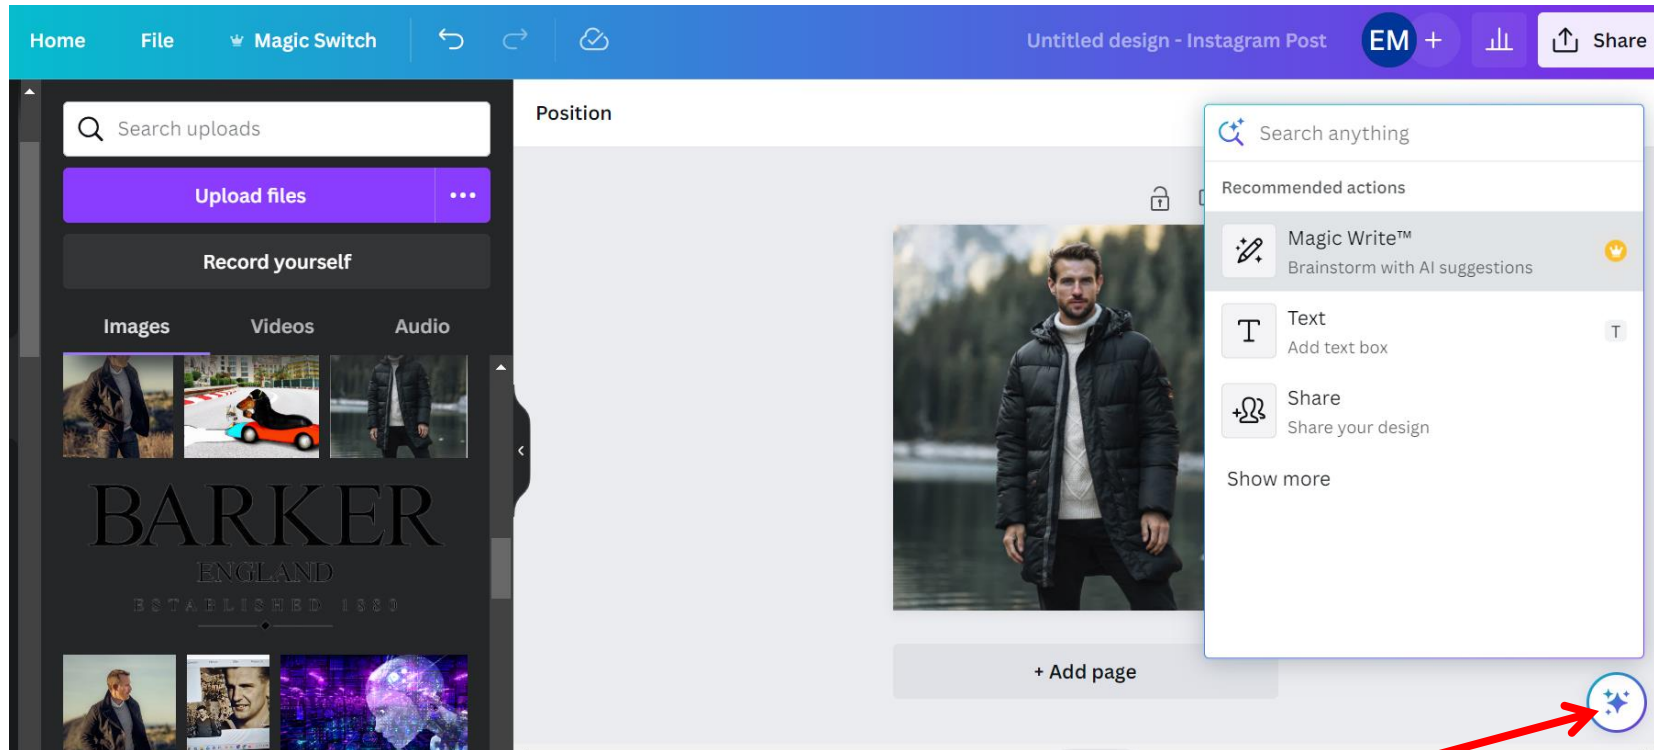 Home File Magic Switch Untitled design - Instagram Post EM + Share
Search uploads
Upload files
Record yourself
Images Videos Audio
BARKER
ENGLAND
ESTABLISHED 1880
Position
+ Add page
Search anything
Recommended actions
Magic Write™
Brainstorm with AI suggestions
Text
Add text box
T
Share
Share your design
Show more